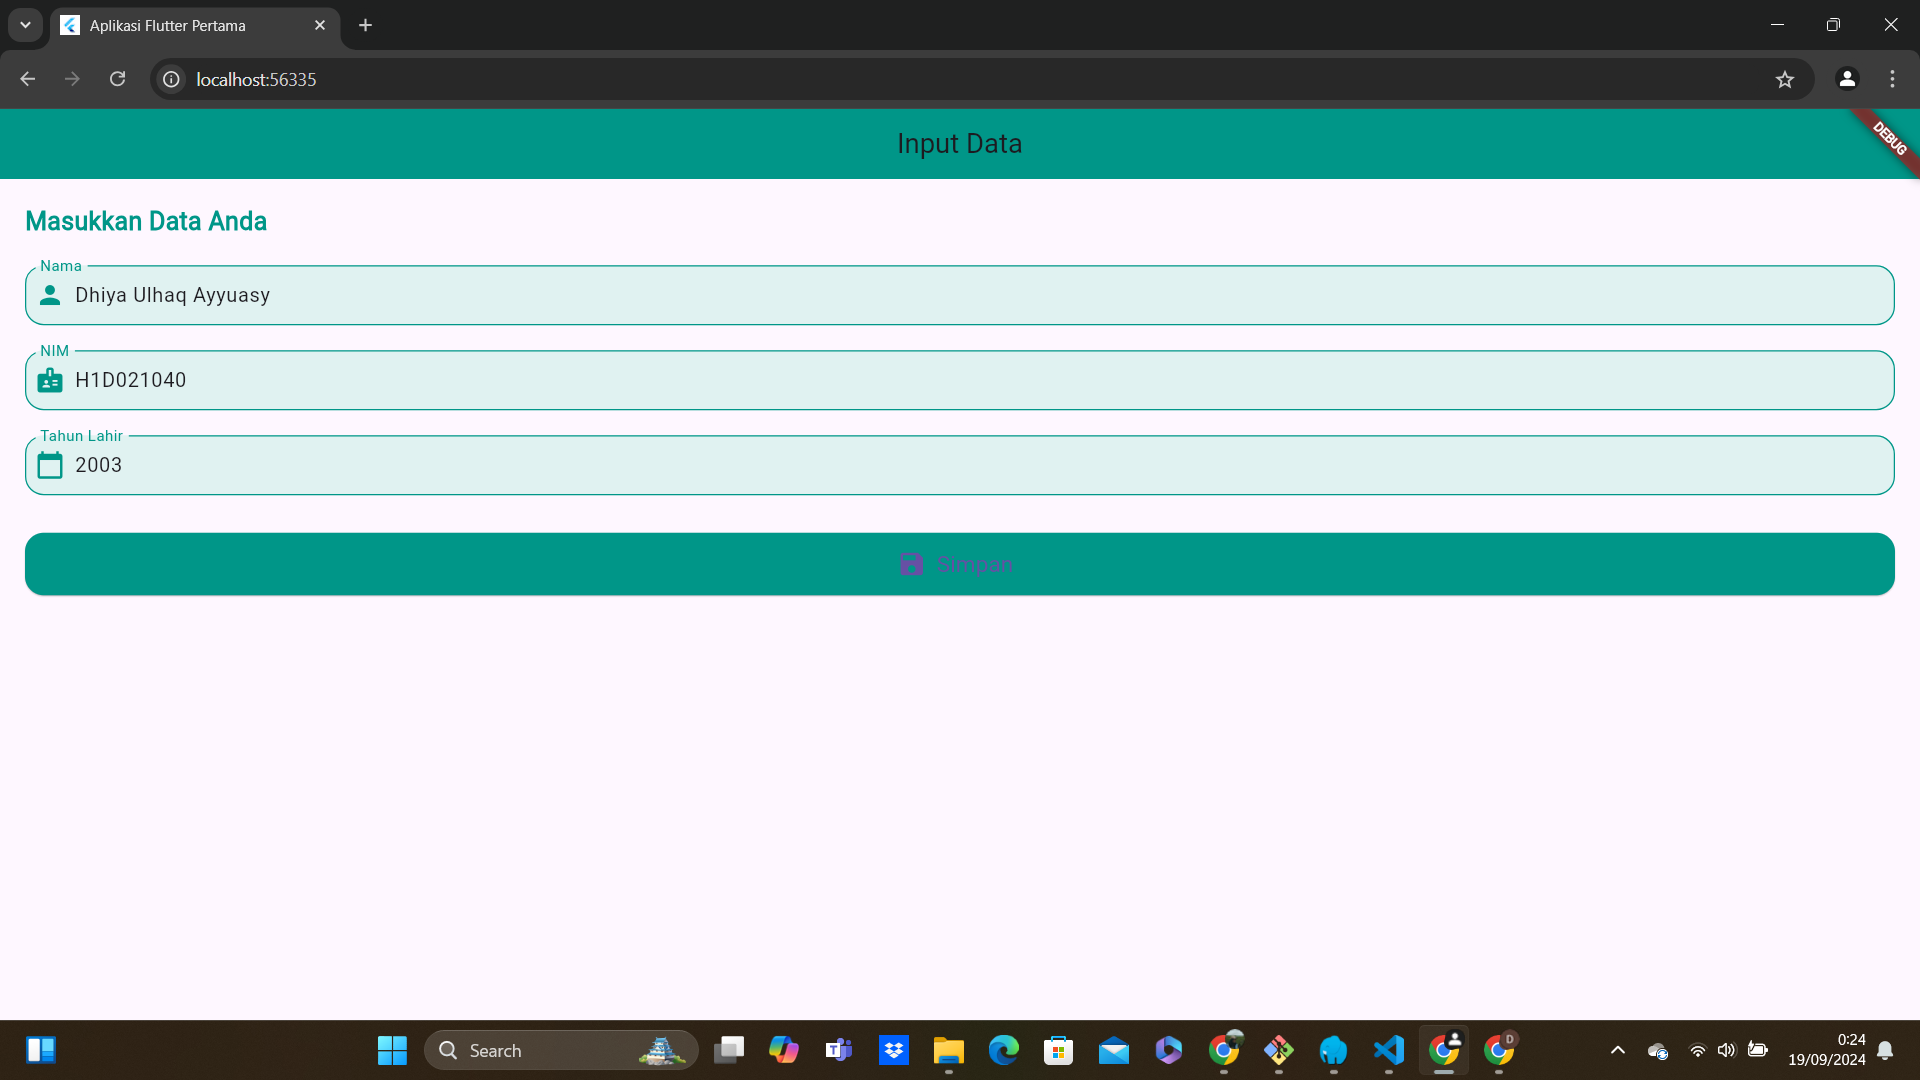 Aplikasi Flutter Pertama
localhost:56335
Input Data
DEBUG
Masukkan Data Anda
Nama
Dhiya Ulhaq Ayyuasy
NIM
H1D021040
Tahun Lahir
2003
Simpan
Search
T
D
0:24
19/09/2024